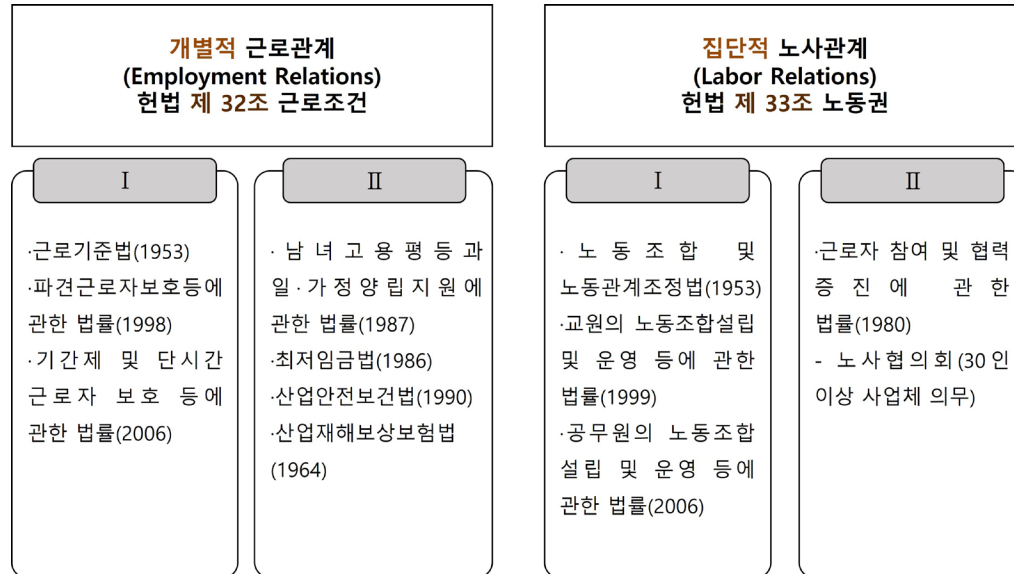 개별적 근로관계
(Employment Relations)
헌법 제 32조 근로조건
Ⅰ
·근로기준법(1953)
·파견근로자보호등에
관한 법률(1998)
·기간제 및 단시간
근로자 보호 등에
관한 법률(2006)
Ⅱ
·남녀고용평등과
일·가정양립지원에
관한 법률(1987)
·최저임금법(1986)
·산업안전보건법(1990)
·산업재해보상보험법
(1964)
집단적 노사관계
(Labor Relations)
헌법 제 33조 노동권
Ⅰ
·노동조합 및
노동관계조정법(1953)
·교원의 노동조합설립
및 운영 등에 관한
법률(1999)
·공무원의 노동조합
설립 및 운영 등에
관한 법률(2006)
Ⅱ
·근로자 참여 및 협력
증진에 관한
법률(1980)
- 노사협의회(30인
이상 사업체 의무)